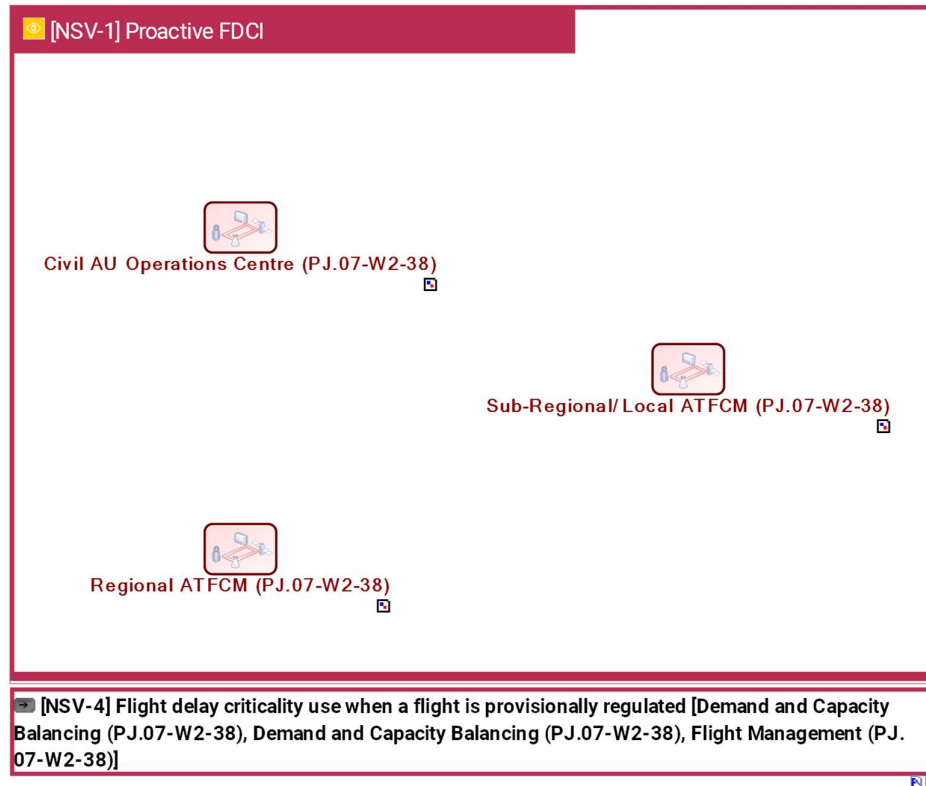 [NSV-1] Proactive FDCI
Civil AU Operations Centre (PJ.07-W2-38)
Sub-Regional/Local ATFCM (PJ.07-W2-38)
Regional ATFCM (PJ.07-W2-38)
[NSV-4] Flight delay criticality use when a flight is provisionally regulated [Demand and Capacity
Balancing (PJ.07-W2-38), Demand and Capacity Balancing (PJ.07-W2-38), Flight Management (PJ.
07-W2-38)]